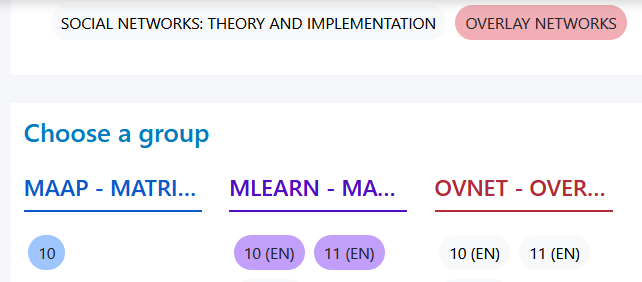 SOCIAL NETWORKS: THEORY AND IMPLEMENTATION OVERLAY NETWORKS
Choose a group
MAAP - MATRI... MLEARN - MA... OVNET - OVER...
10 10 (EN) 11 (EN) 10 (EN) 11 (EN)